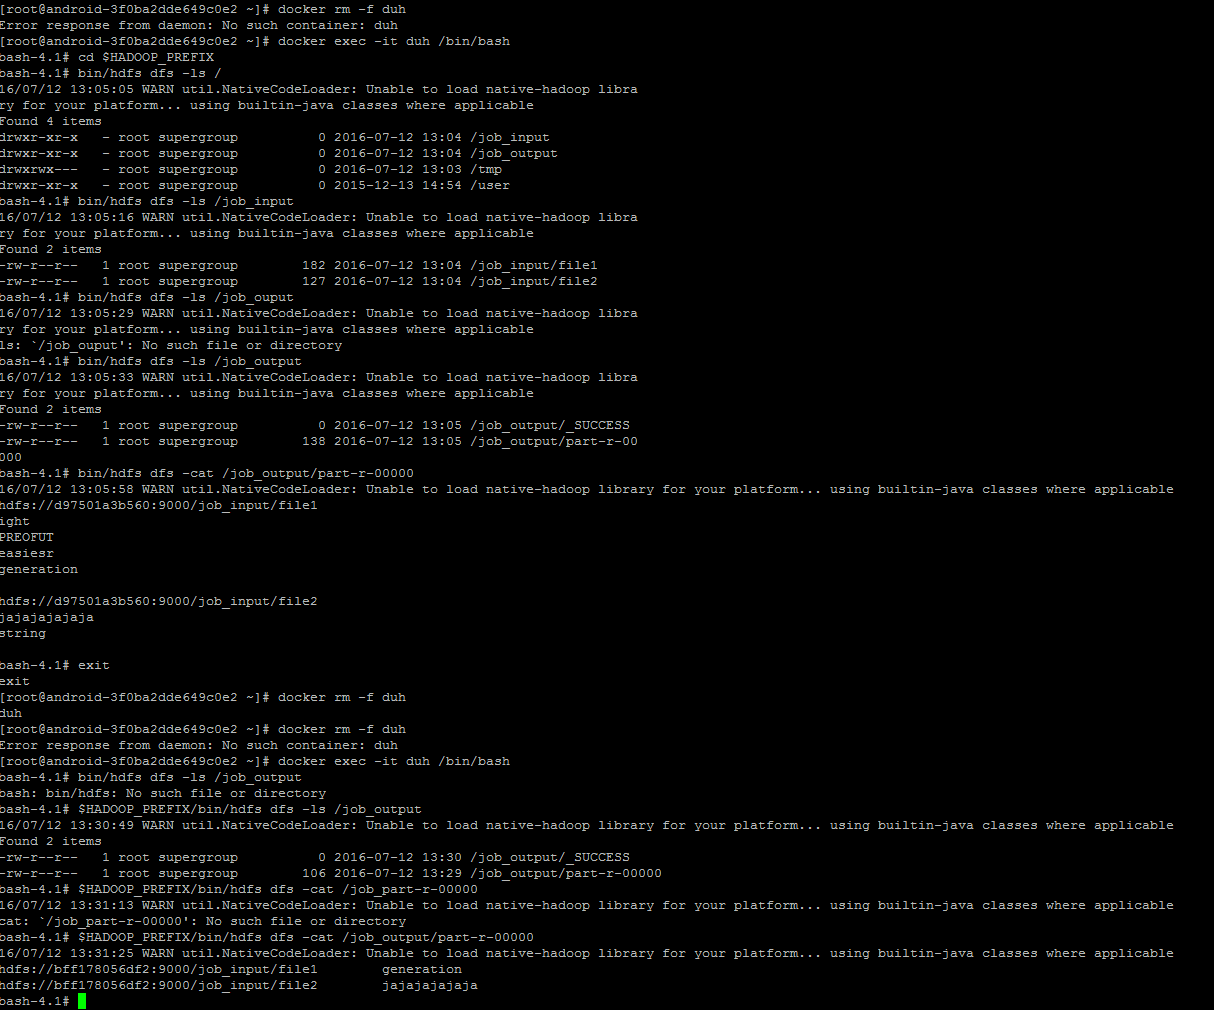 [root@android-3f0ba2dde649c0e2 ~]# docker rm -f duh
Error response from daemon: No such container: duh
[root@android-3f0ba2dde649c0e2 ~]# docker exec -it duh /bin/bash
bash-4.1# cd $HADOOP_PREFIX
bash-4.1# bin/hdfs dfs -ls /
16/07/12 13:05:05 WARN util.NativeCodeLoader: Unable to load native-hadoop libra
ry for your platform... using builtin-java classes where applicable
Found 4 items
drwxr-xr-x   - root supergroup          0 2016-07-12 13:04 /job_input
drwxr-xr-x   - root supergroup          0 2016-07-12 13:04 /job_output
drwxrwx---   - root supergroup          0 2016-07-12 13:03 /tmp
drwxr-xr-x   - root supergroup          0 2015-12-13 14:54 /user
bash-4.1# bin/hdfs dfs -ls /job_input
16/07/12 13:05:16 WARN util.NativeCodeLoader: Unable to load native-hadoop libra
ry for your platform... using builtin-java classes where applicable
Found 2 items
-rw-r--r--   1 root supergroup        182 2016-07-12 13:04 /job_input/file1
-rw-r--r--   1 root supergroup        127 2016-07-12 13:04 /job_input/file2
bash-4.1# bin/hdfs dfs -ls /job_ouput
16/07/12 13:05:29 WARN util.NativeCodeLoader: Unable to load native-hadoop libra
ry for your platform... using builtin-java classes where applicable
ls: `/job_ouput': No such file or directory
bash-4.1# bin/hdfs dfs -ls /job_output
16/07/12 13:05:33 WARN util.NativeCodeLoader: Unable to load native-hadoop libra
ry for your platform... using builtin-java classes where applicable
Found 2 items
-rw-r--r--   1 root supergroup          0 2016-07-12 13:05 /job_output/_SUCCESS
-rw-r--r--   1 root supergroup        138 2016-07-12 13:05 /job_output/part-r-00
000
bash-4.1# bin/hdfs dfs -cat /job_output/part-r-00000
16/07/12 13:05:58 WARN util.NativeCodeLoader: Unable to load native-hadoop library for your platform... using builtin-java classes where applicable
hdfs://d97501a3b560:9000/job_input/file1
ight
PREOFUT
easiesr
generation

hdfs://d97501a3b560:9000/job_input/file2
jajajajajaja
string

bash-4.1# exit
exit
[root@android-3f0ba2dde649c0e2 ~]# docker rm -f duh
duh
[root@android-3f0ba2dde649c0e2 ~]# docker rm -f duh
Error response from daemon: No such container: duh
[root@android-3f0ba2dde649c0e2 ~]# docker exec -it duh /bin/bash
bash-4.1# bin/hdfs dfs -ls /job_output
bash: bin/hdfs: No such file or directory
bash-4.1# $HADOOP_PREFIX/bin/hdfs dfs -ls /job_output
16/07/12 13:30:49 WARN util.NativeCodeLoader: Unable to load native-hadoop library for your platform... using builtin-java classes where applicable
Found 2 items
-rw-r--r--   1 root supergroup          0 2016-07-12 13:30 /job_output/_SUCCESS
-rw-r--r--   1 root supergroup        106 2016-07-12 13:29 /job_output/part-r-00000
bash-4.1# $HADOOP_PREFIX/bin/hdfs dfs -cat /job_part-r-00000
16/07/12 13:31:13 WARN util.NativeCodeLoader: Unable to load native-hadoop library for your platform... using builtin-java classes where applicable
cat: `/job_part-r-00000': No such file or directory
bash-4.1# $HADOOP_PREFIX/bin/hdfs dfs -cat /job_output/part-r-00000
16/07/12 13:31:25 WARN util.NativeCodeLoader: Unable to load native-hadoop library for your platform... using builtin-java classes where applicable
hdfs://bff178056df2:9000/job_input/file1        generation
hdfs://bff178056df2:9000/job_input/file2        jajajajajaja
bash-4.1#